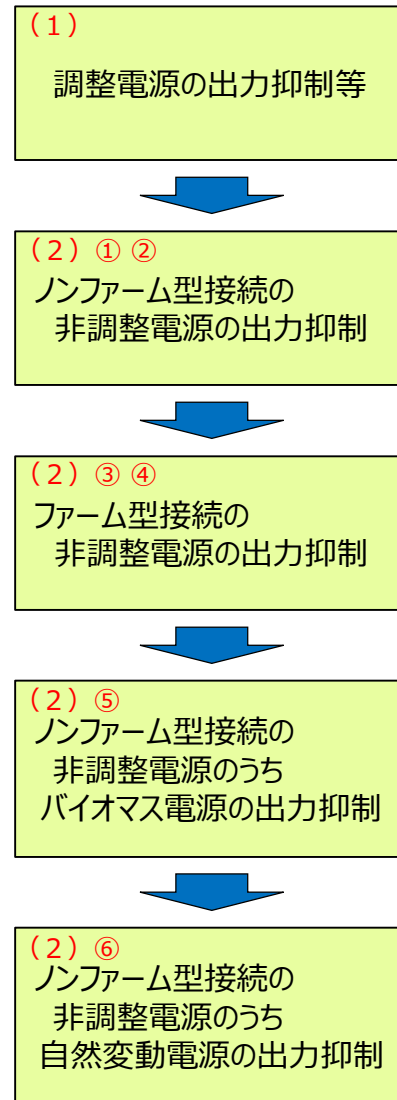 （1）
調整電源の出力抑制等
（2）① ②
ノンファーム型接続の
非調整電源の出力抑制
（2）③ ④
ファーム型接続の
非調整電源の出力抑制
（2）⑤
ノンファーム型接続の
非調整電源のうち
バイオマス電源の出力抑制
（2）⑥
ノンファーム型接続の
非調整電源のうち
自然変動電源の出力抑制